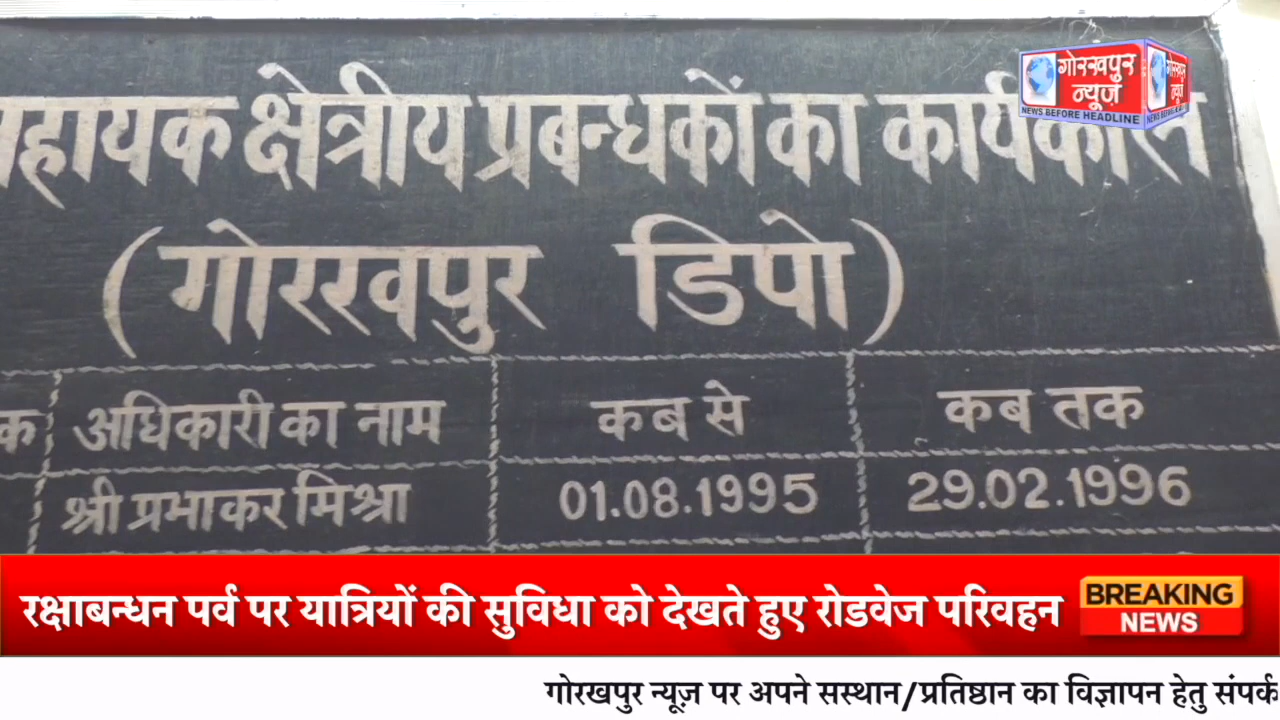 सहायक क्षेत्रीय प्रबन्धकों का कार्यकाल
(गोरखपुर डिपो)
क अधिकारी का नाम कब से कब तक
श्री प्रभाकर मिश्रा 01.08.1995 29.02.1996
गोरखपुर
न्यूज़
NEWS BEFORE HEADLINE
रक्षाबन्धन पर्व पर यात्रियों की सुविधा को देखते हुए रोडवेज परिवहन
BREAKING
NEWS
गोरखपुर न्यूज़ पर अपने सस्थान/प्रतिष्ठान का विज्ञापन हेतु संपर्क